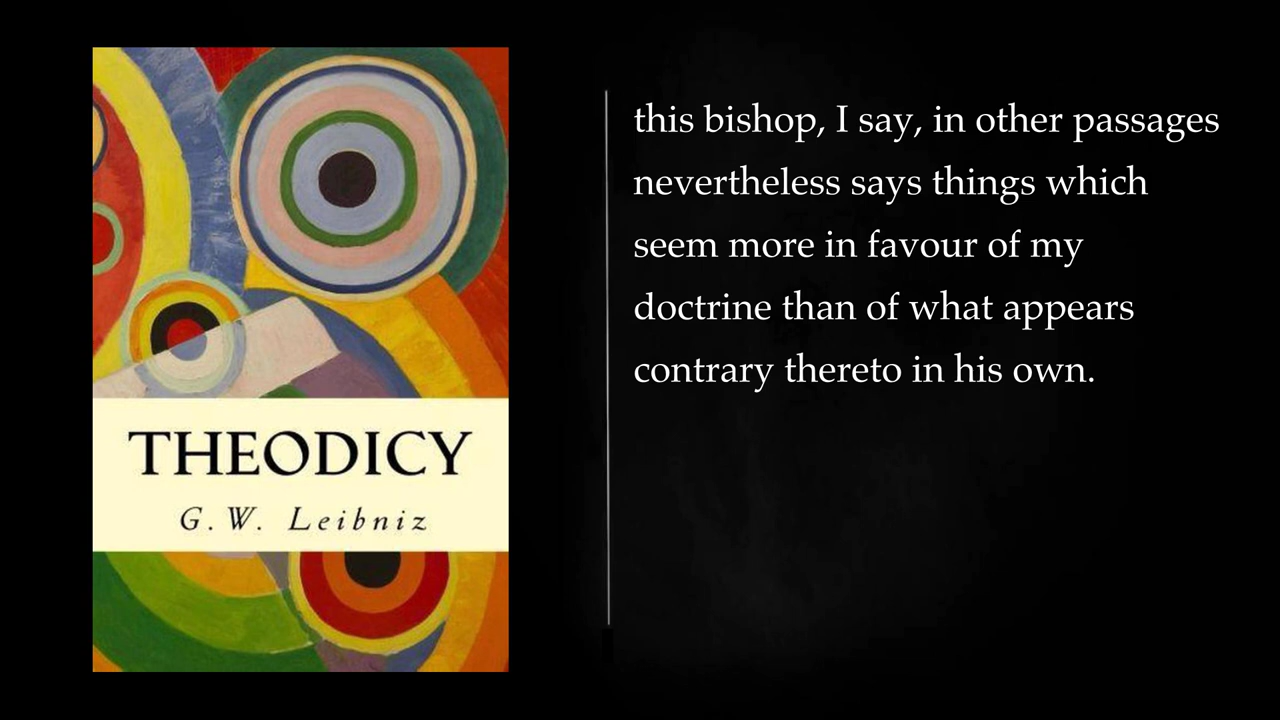 THEODICY
G. W. Leibniz
this bishop, I say, in other passages
nevertheless says things which
seem more in favour of my
doctrine than of what appears
contrary thereto in his own.